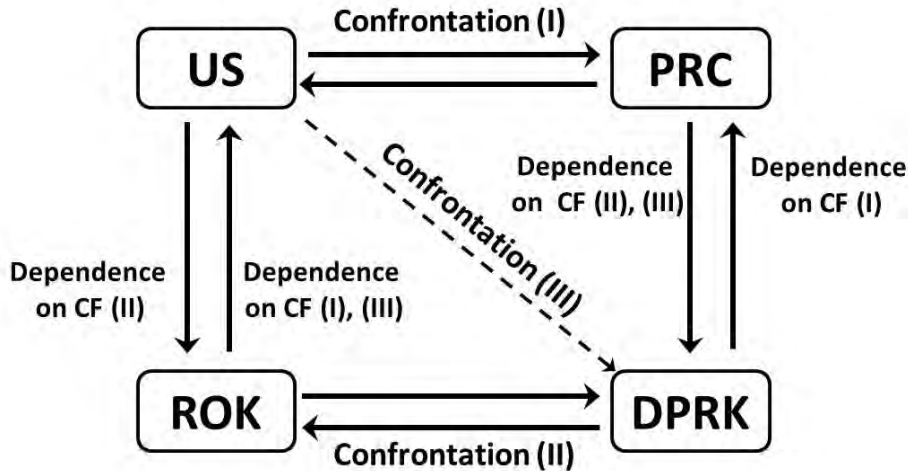 Confrontation (I)
US
PRC
Confrontation (III)
Dependence
on CF (II), (III)
Dependence
on CF (I)
Dependence
on CF (II)
Dependence
on CF (I), (III)
ROK
DPRK
Confrontation (II)